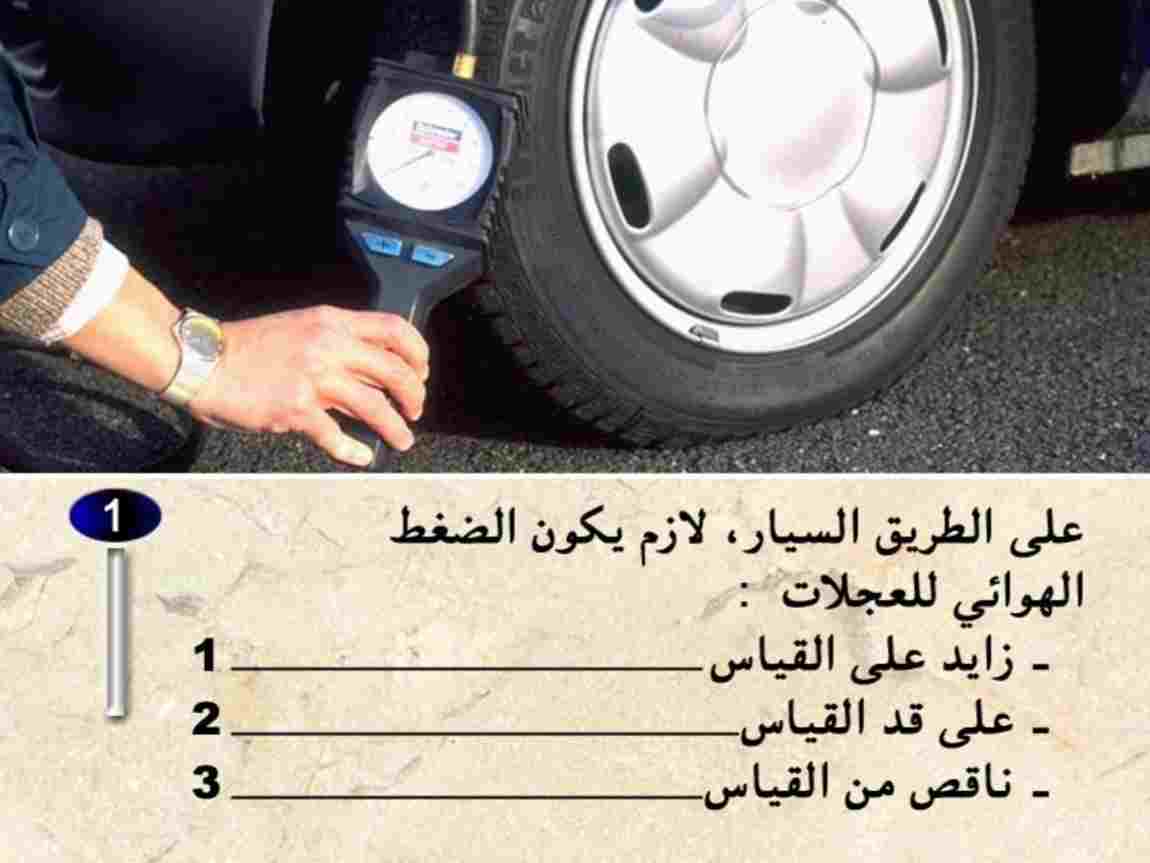 1
على الطريق السيار، لازم يكون الضغط
الهوائي للعجلات :
- زايد على القياس 1
- على قد القياس 2
- ناقص من القياس 3